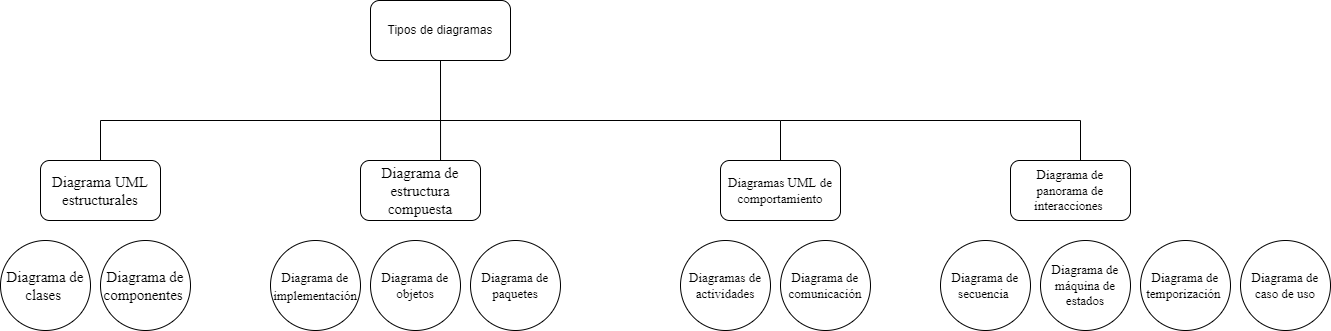 Tipos de diagramas
Diagrama UML
estructurales
Diagrama de
estructura
compuesta
Diagramas UML de
comportamiento
Diagrama de
panorama de
interacciones
Diagrama de
clases
Diagrama de
componentes
Diagrama de
implementación
Diagrama de
objetos
Diagrama de
paquetes
Diagramas de
actividades
Diagrama de
comunicación
Diagrama de
secuencia
Diagrama de
máquina de
estados
Diagrama de
temporización
Diagrama de
caso de uso